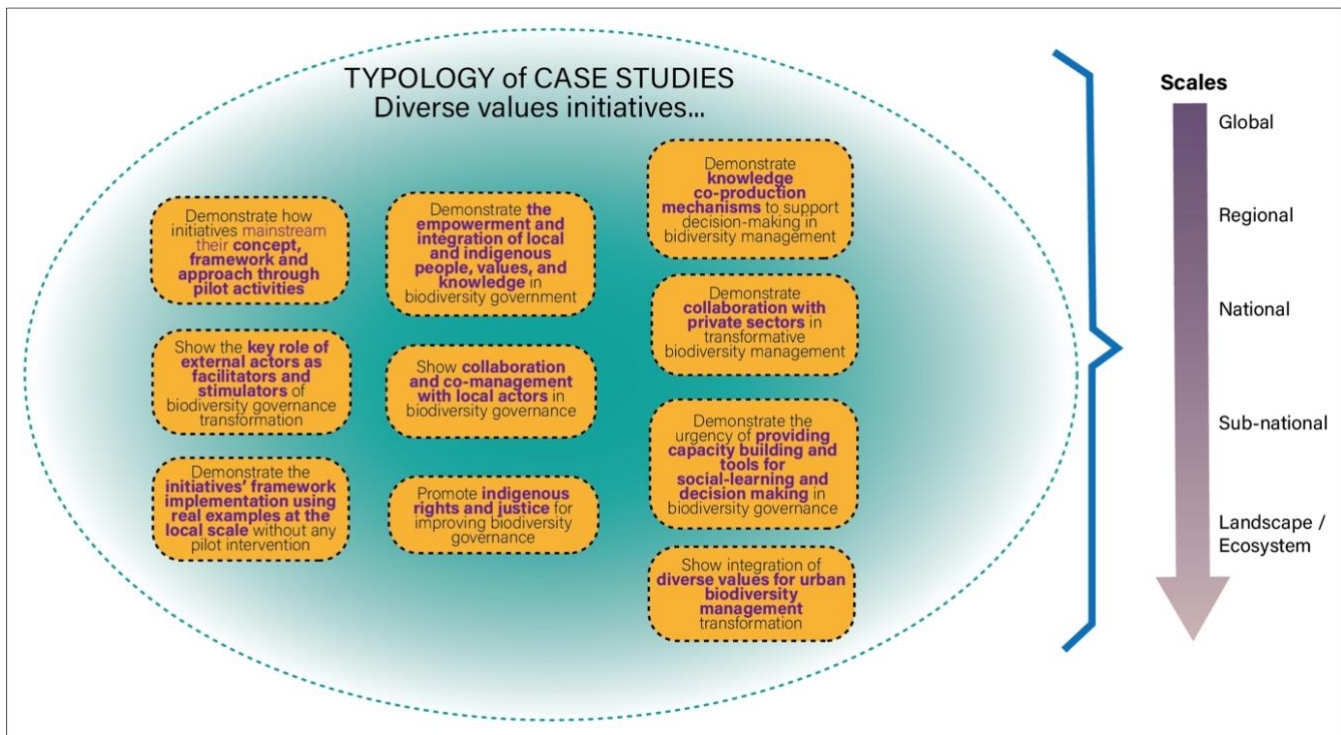 TYPOLOGY of CASE STUDIES
Diverse values initiatives...
Demonstrate how
initiatives mainstream
their concept,
framework and
approach through
pilot activities
Show the key role of
external actors as
facilitators and
stimulators of
biodiversity governance
transformation
Demonstrate the
initiatives’ framework
implementation using
real examples at the
local scale without any
pilot intervention
Demonstrate the
empowerment and
integration of local
and indigenous
people, values, and
knowledge in
biodiversity government
Show collaboration
and co-management
with local actors in
biodiversity governance
Promote indigenous
rights and justice for
improving biodiversity
governance
Demonstrate
knowledge
co-production
mechanisms to support
decision-making in
bidiversity management
Demonstrate
collaboration with
private sectors in
transformative
biodiversity management
Demonstrate the
urgency of providing
capacity building and
tools for
social-learning and
decision making in
biodiversity governance
Show integration of
diverse values for urban
biodiversity
management
transformation
Scales
Global
Regional
National
Sub-national
Landscape /
Ecosystem